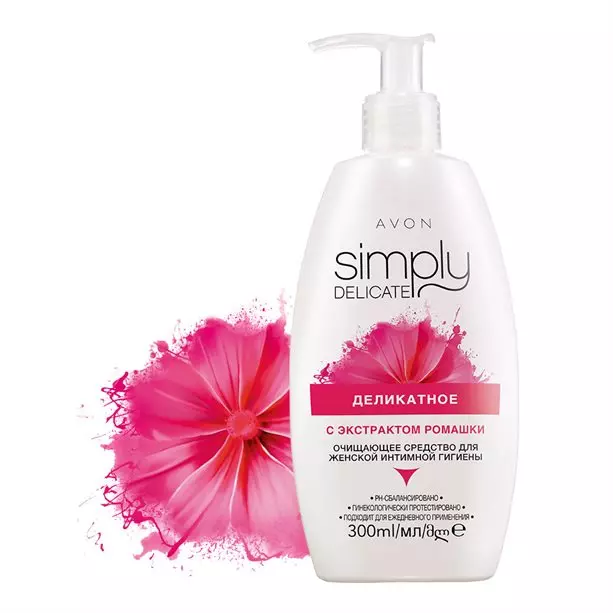 AVON
simply
DELICATE
ДЕЛИКАТНОЕ
С ЭКСТРАКТОМ РОМАШКИ
ОЧИЩАЮЩЕЕ СРЕДСТВО ДЛЯ
ЖЕНСКОЙ ИНТИМНОЙ ГИГИЕНЫ
• PH-СБАЛАНСИРОВАНО •
• ГИНЕКОЛОГИЧЕСКИ ПРОТЕСТИРОВАНО •
• ПОДХОДИТ ДЛЯ ЕЖЕДНЕВНОГО ПРИМЕНЕНИЯ •
300ml/мл/მლ ℮